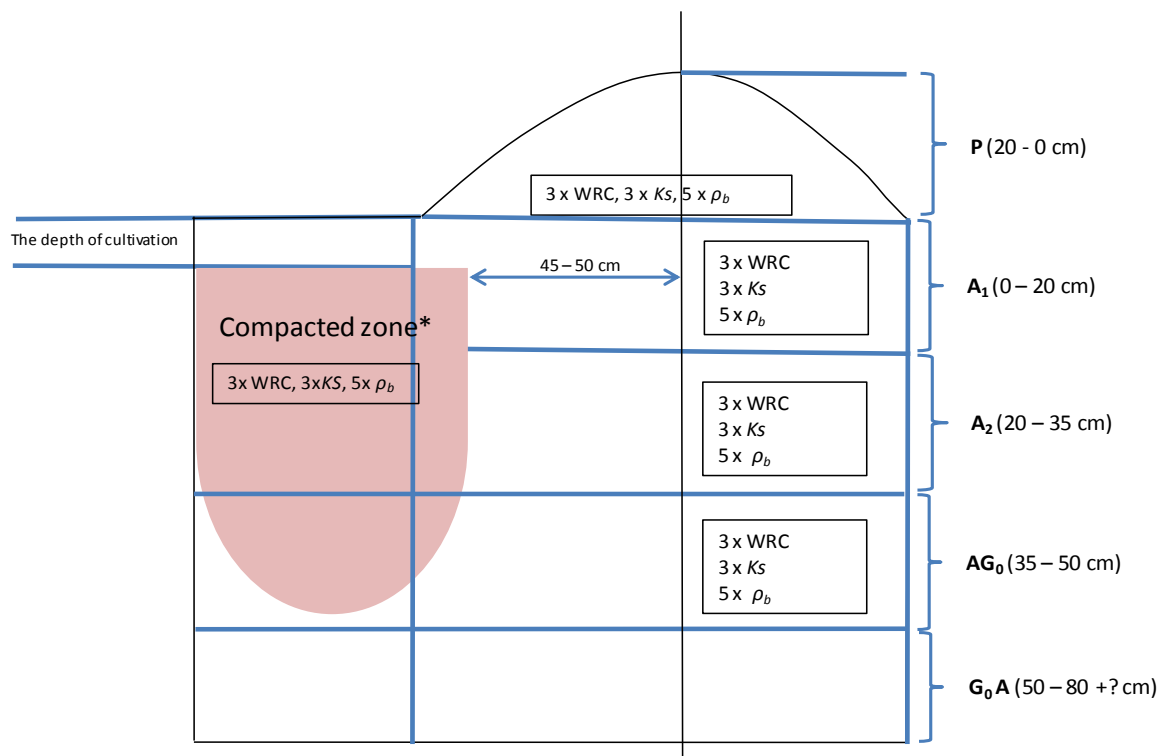 P (20 - 0 cm)
3 x WRC, 3 x Ks, 5 x ρb
The depth of cultivation
45 – 50 cm
3 x WRC
3 x Ks
5 x ρb
A1 (0 – 20 cm)
Compacted zone*
3x WRC, 3xKS, 5x ρb
3 x WRC
3 x Ks
5 x ρb
A2 (20 – 35 cm)
3 x WRC
3 x Ks
5 x ρb
AG0 (35 – 50 cm)
G0 A (50 – 80 +? cm)